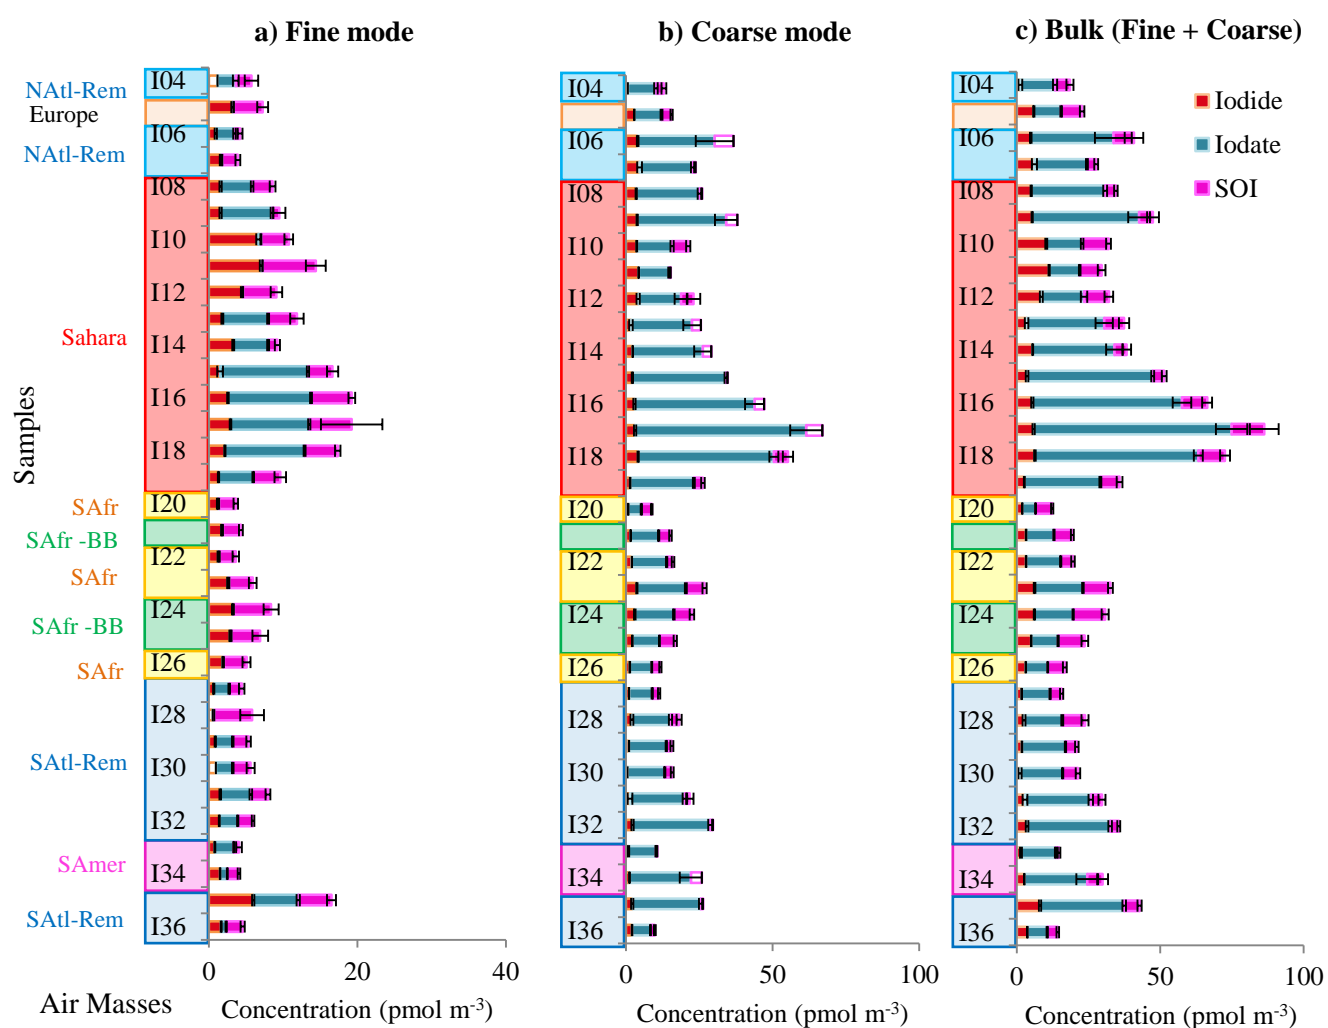 a) Fine mode
b) Coarse mode
c) Bulk (Fine + Coarse)
NAtl-Rem
Europe
NAtl-Rem
Sahara
SAfr
SAfr -BB
SAfr
SAfr -BB
SAfr
SAtl-Rem
SAmer
SAtl-Rem
Samples
Air Masses
I04
I06
I08
I10
I12
I14
I16
I18
I20
I22
I24
I26
I28
I30
I32
I34
I36
0 20 40
Concentration (pmol m-3)
I04
I06
I08
I10
I12
I14
I16
I18
I20
I22
I24
I26
I28
I30
I32
I34
I36
0 50 100
Concentration (pmol m-3)
I04
I06
I08
I10
I12
I14
I16
I18
I20
I22
I24
I26
I28
I30
I32
I34
I36
0 50 100
Concentration (pmol m-3)
Iodide
Iodate
SOI